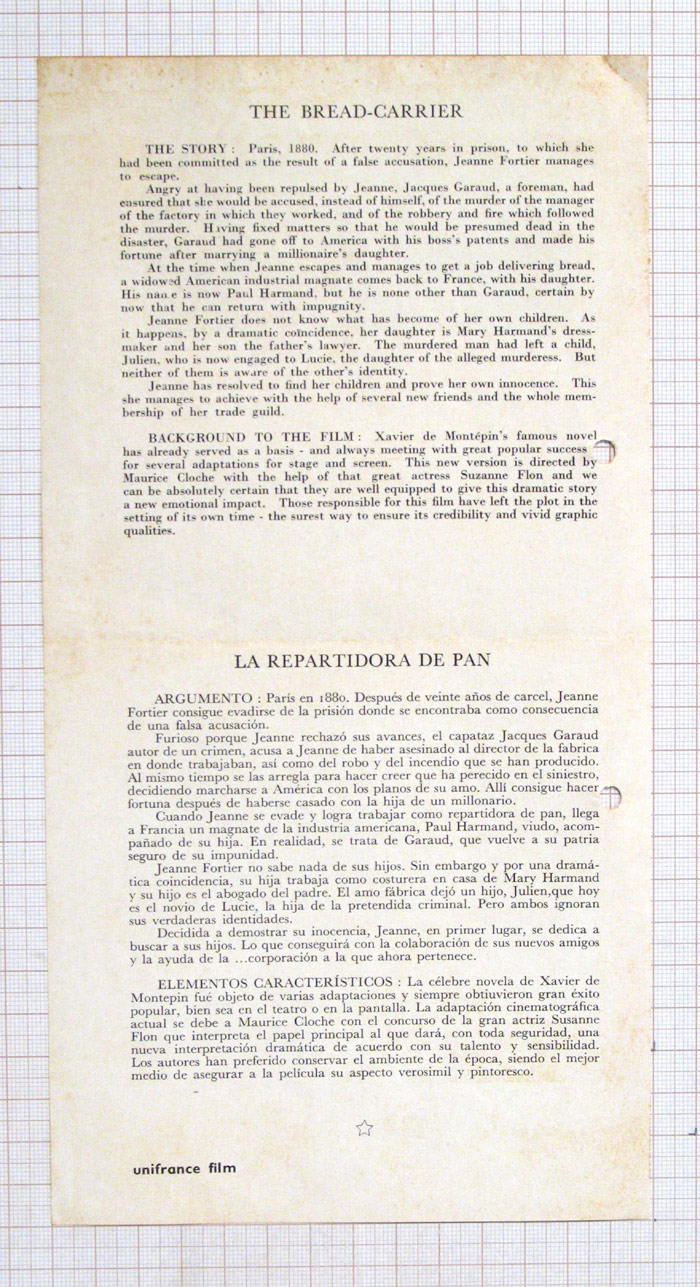 THE BREAD-CARRIER
THE STORY : Paris, 1880. After twenty years in prison, to which she
had been committed as the result of a false accusation, Jeanne Fortier manages
to escape.
Angry at having been repulsed by Jeanne, Jacques Garaud, a foreman, had
ensured that she would be accused, instead of himself, of the murder of the manager
of the factory in which they worked, and of the robbery and fire which followed
the murder. Having fixed matters so that he would be presumed dead in the
disaster, Garaud had gone off to America with his boss's patents and made his
fortune after marrying a millionaire's daughter.
At the time when Jeanne escapes and manages to get a job delivering bread,
a widowed American industrial magnate comes back to France, with his daughter.
His name is now Paul Harmand, but he is none other than Garaud, certain by
now that he can return with impugnity.
Jeanne Fortier does not know what has become of her own children. As
it happens, by a dramatic coïncidence, her daughter is Mary Harmand's dress-
maker and her son the father's lawyer. The murdered man had left a child,
Julien, who is now engaged to Lucie, the daughter of the alleged murderess. But
neither of them is aware of the other's identity.
Jeanne has resolved to find her children and prove her own innocence. This
she manages to achieve with the help of several new friends and the whole mem-
bership of her trade guild.
BACKGROUND TO THE FILM : Xavier de Montépin's famous novel
has already served as a basis - and always meeting with great popular success -
for several adaptations for stage and screen. This new version is directed by
Maurice Cloche with the help of that great actress Suzanne Flon and we
can be absolutely certain that they are well equipped to give this dramatic story
a new emotional impact. Those responsible for this film have left the plot in the
setting of its own time - the surest way to ensure its credibility and vivid graphic
qualities.
LA REPARTIDORA DE PAN
ARGUMENTO : París en 1880. Después de veinte años de carcel, Jeanne
Fortier consigue evadirse de la prisión donde se encontraba como consecuencia
de una falsa acusación.
Furioso porque Jeanne rechazó sus avances, el capataz Jacques Garaud
autor de un crimen, acusa a Jeanne de haber asesinado al director de la fabrica
en donde trabajaban, así como del robo y del incendio que se han producido.
Al mismo tiempo se las arregla para hacer creer que ha perecido en el siniestro,
decidiendo marcharse a América con los planos de su amo. Allí consigue hacer
fortuna después de haberse casado con la hija de un millonario.
Cuando Jeanne se evade y logra trabajar como repartidora de pan, llega
a Francia un magnate de la industria americana, Paul Harmand, viudo, acom-
pañado de su hija. En realidad, se trata de Garaud, que vuelve a su patria
seguro de su impunidad.
Jeanne Fortier no sabe nada de sus hijos. Sin embargo y por una dramá-
tica coincidencia, su hija trabaja como costurera en casa de Mary Harmand
y su hijo es el abogado del padre. El amo fábrica dejó un hijo, Julien,que hoy
es el novio de Lucie, la hija de la pretendida criminal. Pero ambos ignoran
sus verdaderas identidades.
Decidida a demostrar su inocencia, Jeanne, en primer lugar, se dedica a
buscar a sus hijos. Lo que conseguirá con la colaboración de sus nuevos amigos
y la ayuda de la ...corporación a la que ahora pertenece.
ELEMENTOS CARACTERÍSTICOS : La célebre novela de Xavier de
Montepin fué objeto de varias adaptaciones y siempre obtiuvieron gran éxito
popular, bien sea en el teatro o en la pantalla. La adaptación cinematográfica
actual se debe a Maurice Cloche con el concurso de la gran actriz Susanne
Flon que interpreta el papel principal al que dará, con toda seguridad, una
nueva interpretación dramática de acuerdo con su talento y sensibilidad.
Los autores han preferido conservar el ambiente de la época, siendo el mejor
medio de asegurar a la película su aspecto verosimil y pintoresco.
unifrance film